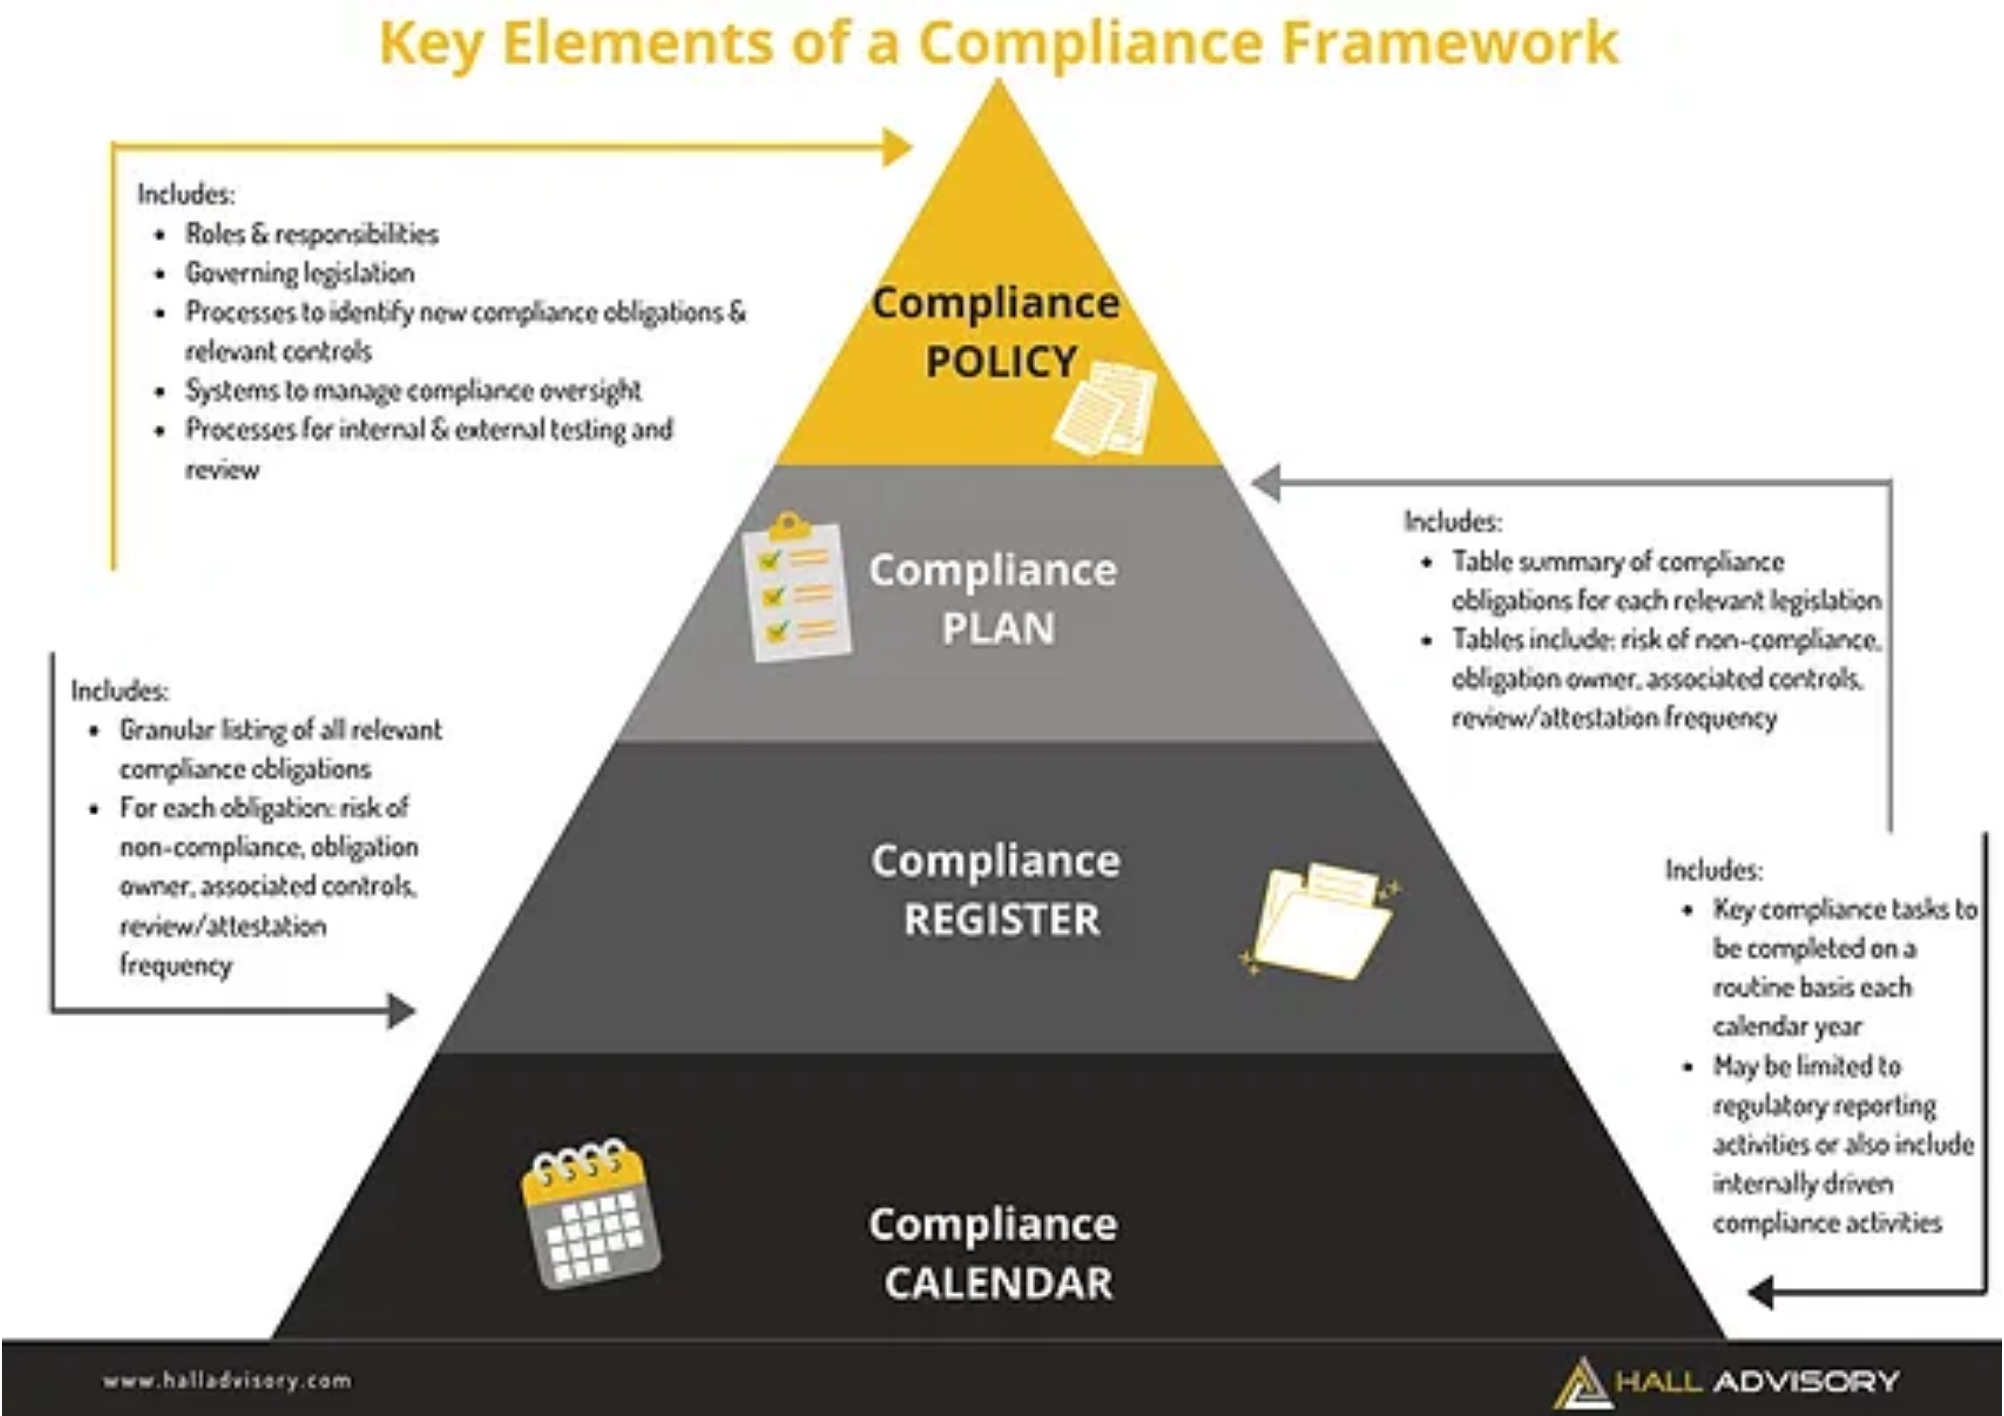 Key Elements of a Compliance Framework
Includes:
• Roles & responsibilities
• Governing legislation
• Processes to identify new compliance obligations &
relevant controls
• Systems to manage compliance oversight
• Processes for internal & external testing and
review
Compliance
POLICY
Includes:
• Table summary of compliance
obligations for each relevant legislation
• Tables include: risk of non-compliance,
obligation owner, associated controls,
review/attestation frequency
Compliance
PLAN
Includes:
• Granular listing of all relevant
compliance obligations
• For each obligation: risk of
non-compliance, obligation
owner, associated controls,
review/attestation
frequency
Compliance
REGISTER
Includes:
• Key compliance tasks to
be completed on a
routine basis each
calendar year
• May be limited to
regulatory reporting
activities or also include
internally driven
compliance activities
Compliance
CALENDAR
www.halladvisory.com
HALL ADVISORY